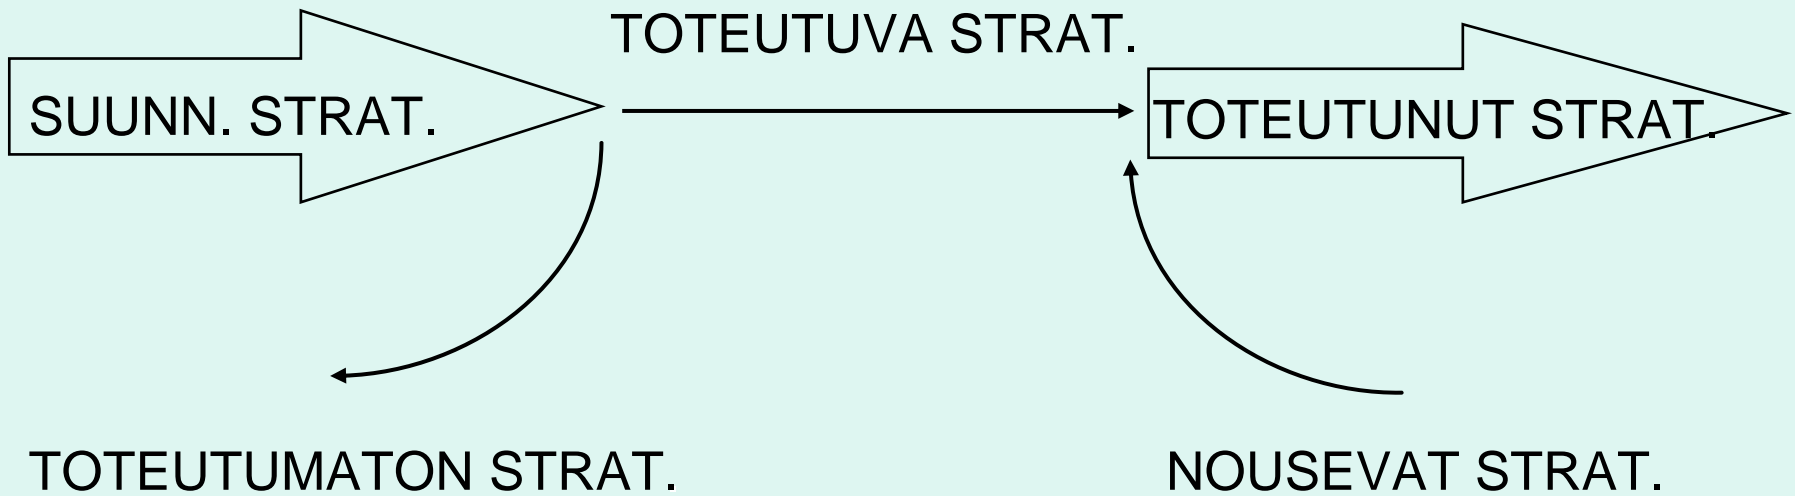 TOTEUTUVA STRAT.
SUUNN. STRAT.
TOTEUTUNUT STRAT.
TOTEUTUMATON STRAT.
NOUSEVAT STRAT.